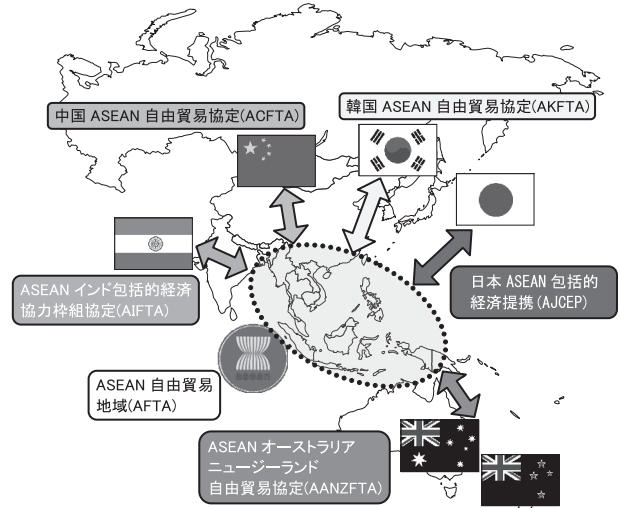 中国 ASEAN 自由貿易協定(ACFTA)
韓国 ASEAN 自由貿易協定(AKFTA)
ASEAN インド包括的経済
協力枠組協定(AIFTA)
日本 ASEAN 包括的
経済提携(AJCEP)
asean
ASEAN 自由貿易
地域(AFTA)
ASEAN オーストラリア
ニュージーランド
自由貿易協定(AANZFTA)